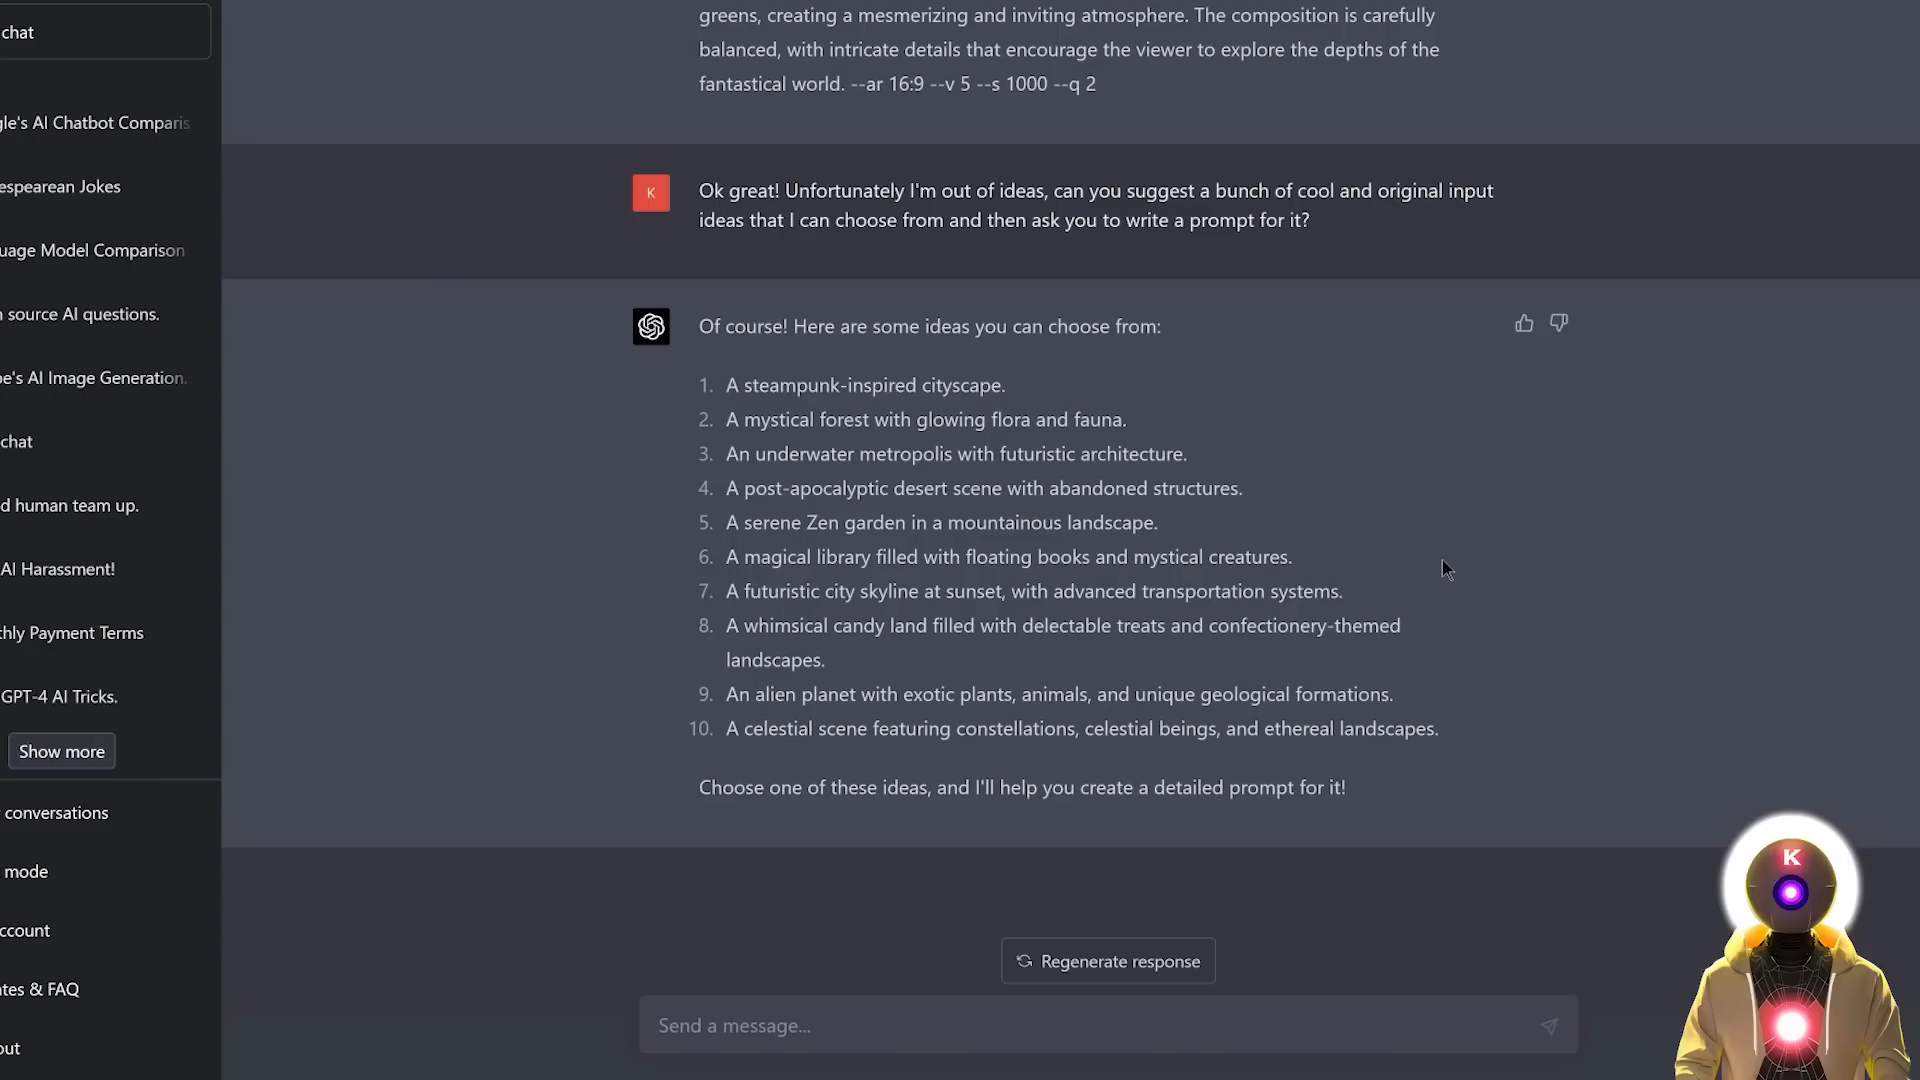 chat
gle's AI Chatbot Comparis
espearean Jokes
uage Model Comparison
n source AI questions.
be's AI Image Generation.
chat
d human team up.
AI Harassment!
thly Payment Terms
GPT-4 AI Tricks.
Show more
conversations
mode
ccount
ates & FAQ
out
greens, creating a mesmerizing and inviting atmosphere. The composition is carefully
balanced, with intricate details that encourage the viewer to explore the depths of the
fantastical world. --ar 16:9 --v 5 --s 1000 --q 2
K
Ok great! Unfortunately I'm out of ideas, can you suggest a bunch of cool and original input
ideas that I can choose from and then ask you to write a prompt for it?
Of course! Here are some ideas you can choose from:
1. A steampunk-inspired cityscape.
2. A mystical forest with glowing flora and fauna.
3. An underwater metropolis with futuristic architecture.
4. A post-apocalyptic desert scene with abandoned structures.
5. A serene Zen garden in a mountainous landscape.
6. A magical library filled with floating books and mystical creatures.
7. A futuristic city skyline at sunset, with advanced transportation systems.
8. A whimsical candy land filled with delectable treats and confectionery-themed
landscapes.
9. An alien planet with exotic plants, animals, and unique geological formations.
10. A celestial scene featuring constellations, celestial beings, and ethereal landscapes.
Choose one of these ideas, and I'll help you create a detailed prompt for it!
Regenerate response
Send a message...
K